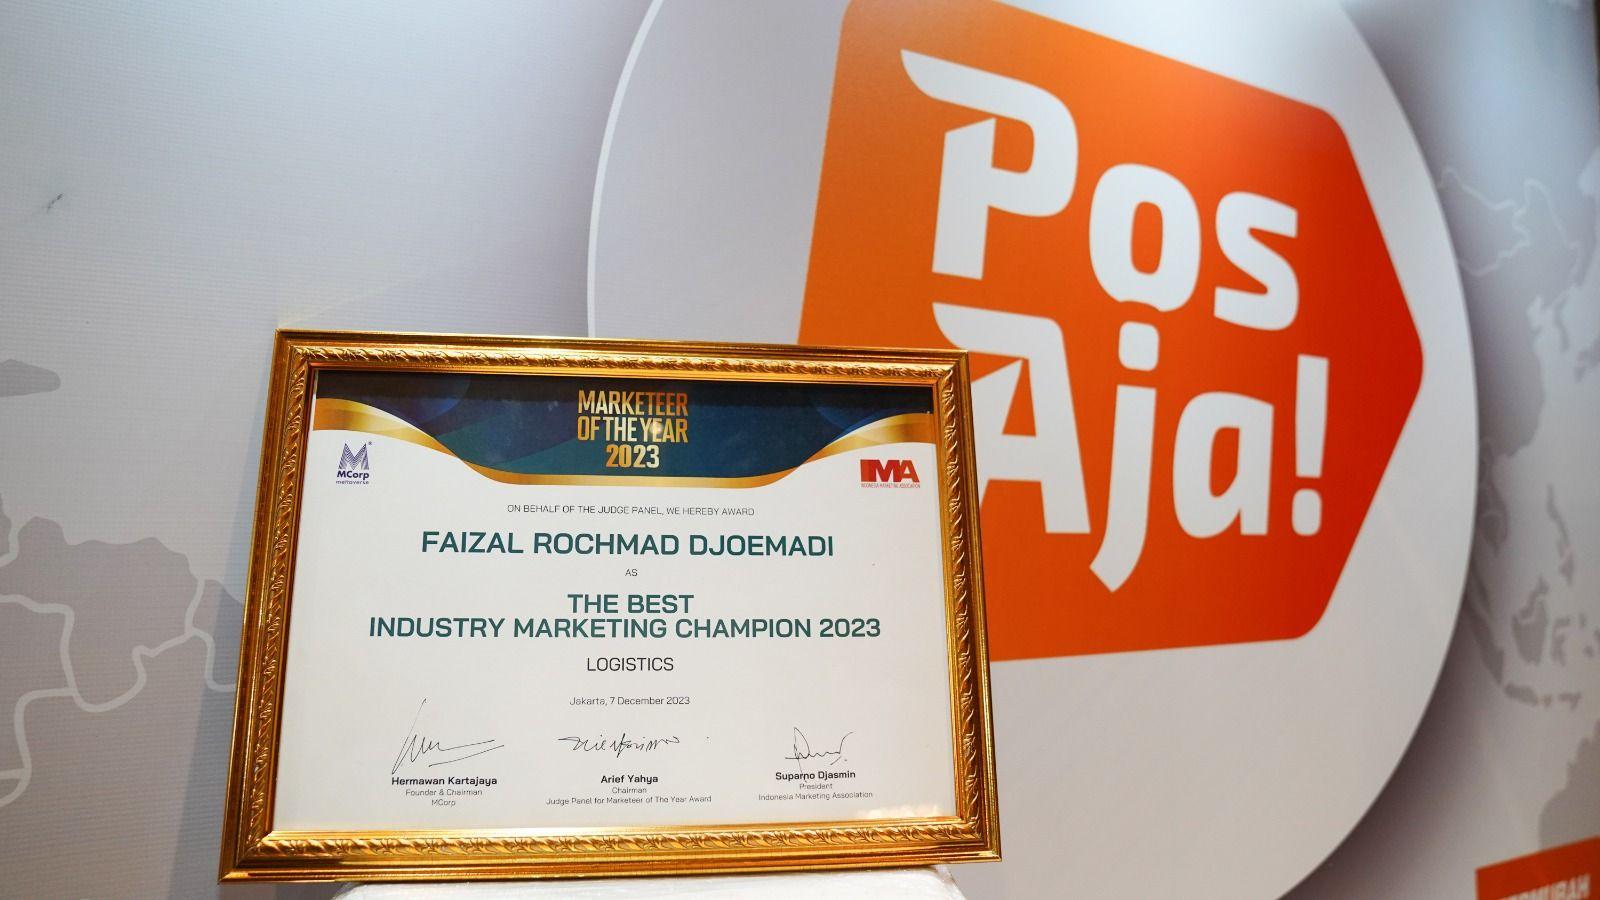 Pos
Aja!
MARKETEER
OF THE YEAR
2023
MCorp
metaverse
IMA
INDONESIA MARKETING ASSOCIATION
ON BEHALF OF THE JUDGE PANEL, WE HEREBY AWARD
FAIZAL ROCHMAD DJOEMADI
AS
THE BEST
INDUSTRY MARKETING CHAMPION 2023
LOGISTICS
Jakarta, 7 December 2023
Hermawan Kartajaya
Founder & Chairman
MCorp
Arief Yahya
Chairman
Judge Panel for Marketeer of The Year Award
Suparno Djasmin
President
Indonesia Marketing Association